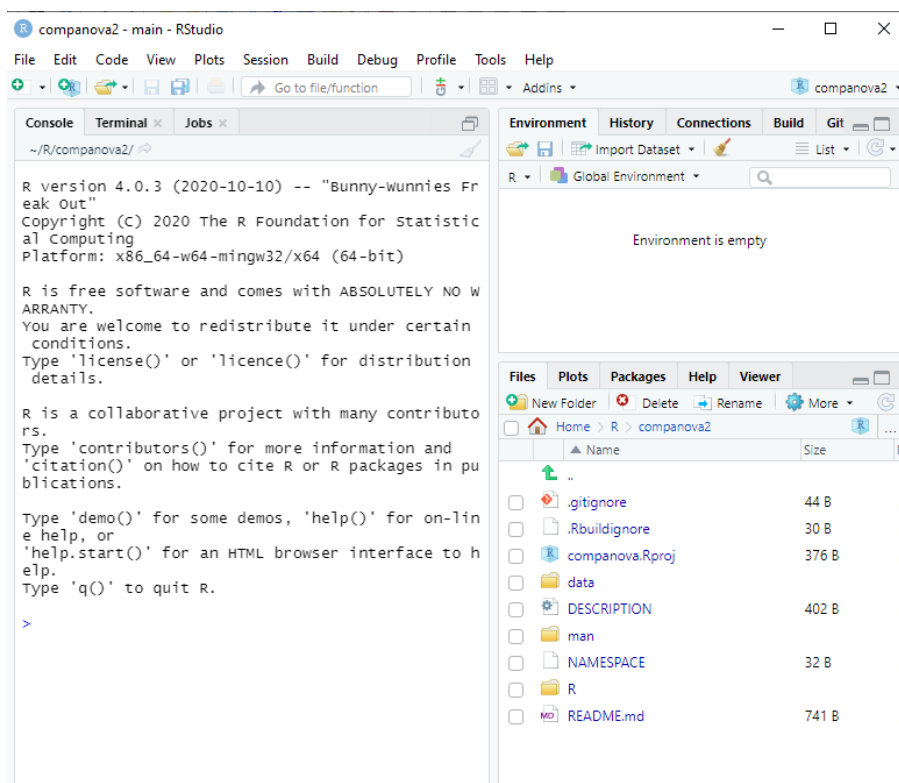 companova2 - main - RStudio
File Edit Code View Plots Session Build Debug Profile Tools Help
Go to file/function Addins companova2
Console Terminal Jobs
~/R/companova2/
R version 4.0.3 (2020-10-10) -- "Bunny-Wunnies Fr
eak Out"
Copyright (C) 2020 The R Foundation for Statistic
al Computing
Platform: x86_64-w64-mingw32/x64 (64-bit)
R is free software and comes with ABSOLUTELY NO W
ARRANTY.
You are welcome to redistribute it under certain
conditions.
Type 'license()' or 'licence()' for distribution
details.
R is a collaborative project with many contributo
rs.
Type 'contributors()' for more information and
'citation()' on how to cite R or R packages in pu
blications.
Type 'demo()' for some demos, 'help()' for on-lin
e help, or
'help.start()' for an HTML browser interface to h
elp.
Type 'q()' to quit R.
>
Environment History Connections Build Git
Import Dataset List
R Global Environment
Environment is empty
Files Plots Packages Help Viewer
New Folder Delete Rename More
Home > R > companova2 ...
Name Size
..
.gitignore 44 B
.Rbuildignore 30 B
companova.Rproj 376 B
data
DESCRIPTION 402 B
man
NAMESPACE 32 B
R
README.md 741 B